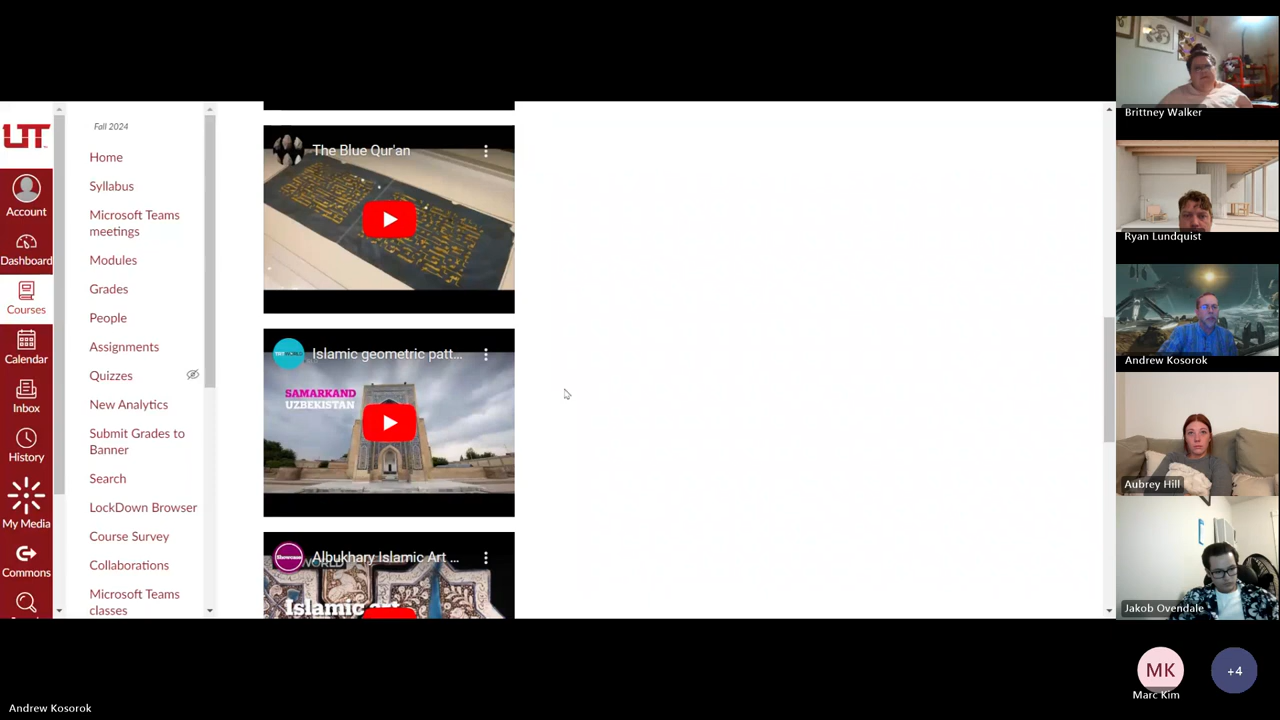 Fall 2024
UT
Account
Dashboard
Courses
Calendar
Inbox
History
My Media
Commons
Home
Syllabus
Microsoft Teams
meetings
Modules
Grades
People
Assignments
Quizzes
New Analytics
Submit Grades to
Banner
Search
LockDown Browser
Course Survey
Collaborations
Microsoft Teams
classes
The Blue Qur'an
Islamic geometric patt...
SAMARKAND
UZBEKISTAN
Albukhary Islamic Art ...
Islamic art
Brittney Walker
Ryan Lundquist
Andrew Kosorok
Aubrey Hill
Jakob Ovendale
MK
+4
Marc Kim
Andrew Kosorok